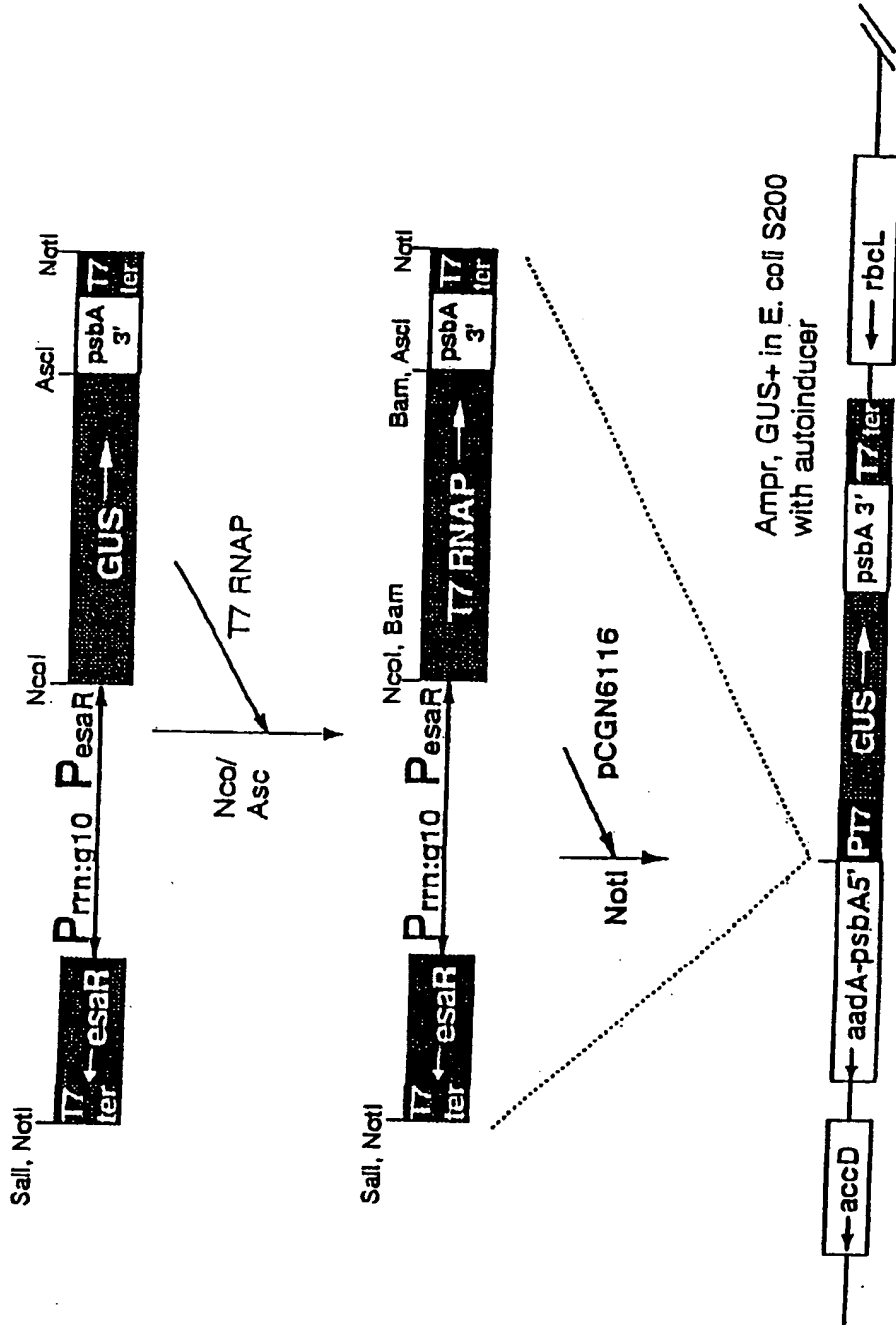 SalI, NotI
NcoI
AscI
NotI
T7
ter
esaR
Prrn:g10
PesaR
GUS
psbA
3'
T7
ter
Nco/
Asc
T7 RNAP
SalI, NotI
NcoI, Bam
Bam, AscI
NotI
T7
ter
esaR
Prrn:g10
PesaR
T7 RNAP
psbA
3'
T7
ter
NotI
pCGN6116
Ampr, GUS+ in E. coli S200
with autoinducer
accD
aadA-psbA5'
PT7
GUS
psbA 3'
T7 ter
rbcL